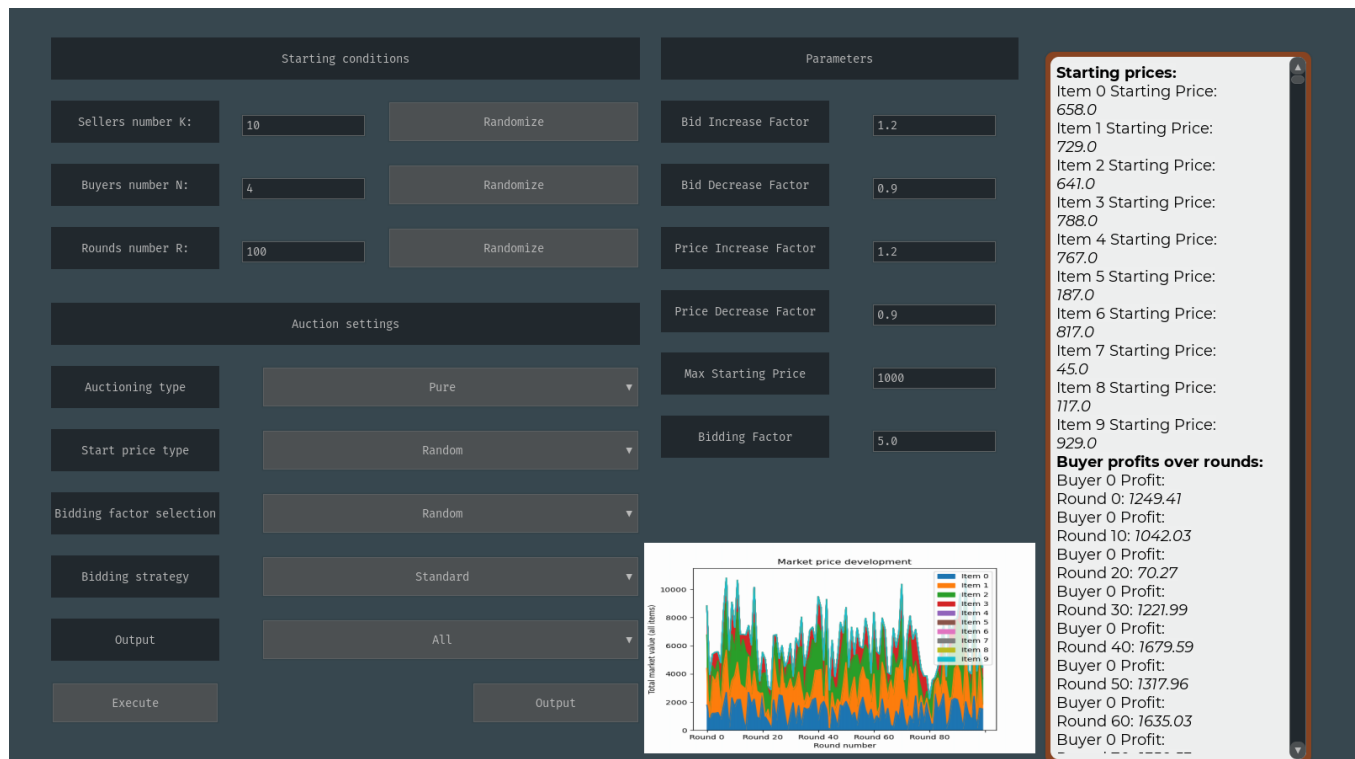 Starting conditions
Sellers number K:
10
Randomize
Buyers number N:
4
Randomize
Rounds number R:
100
Randomize
Auction settings
Auctioning type
Pure
Start price type
Random
Bidding factor selection
Random
Bidding strategy
Standard
Output
All
Execute
Output
Parameters
Bid Increase Factor
1.2
Bid Decrease Factor
0.9
Price Increase Factor
1.2
Price Decrease Factor
0.9
Max Starting Price
1000
Bidding Factor
5.0
Market price development
Total market value (all items)
10000
8000
6000
4000
2000
0
Round 0
Round 20
Round 40
Round 60
Round 80
Round number
Item 0
Item 1
Item 2
Item 3
Item 4
Item 5
Item 6
Item 7
Item 8
Item 9
Starting prices:
Item 0 Starting Price:
658.0
Item 1 Starting Price:
729.0
Item 2 Starting Price:
641.0
Item 3 Starting Price:
788.0
Item 4 Starting Price:
767.0
Item 5 Starting Price:
187.0
Item 6 Starting Price:
817.0
Item 7 Starting Price:
45.0
Item 8 Starting Price:
117.0
Item 9 Starting Price:
929.0
Buyer profits over rounds:
Buyer 0 Profit:
Round 0: 1249.41
Buyer 0 Profit:
Round 10: 1042.03
Buyer 0 Profit:
Round 20: 70.27
Buyer 0 Profit:
Round 30: 1221.99
Buyer 0 Profit:
Round 40: 1679.59
Buyer 0 Profit:
Round 50: 1317.96
Buyer 0 Profit:
Round 60: 1635.03
Buyer 0 Profit: